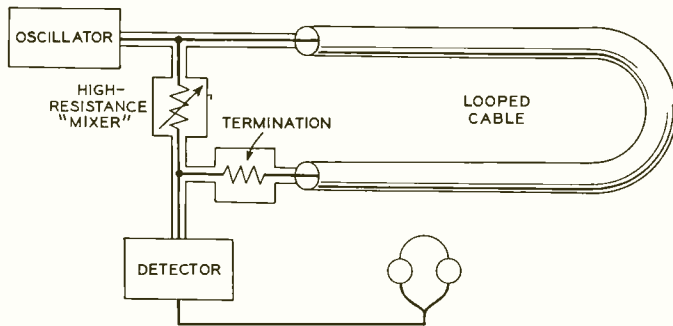 OSCILLATOR
HIGH-
RESISTANCE
"MIXER"
TERMINATION
LOOPED
CABLE
DETECTOR